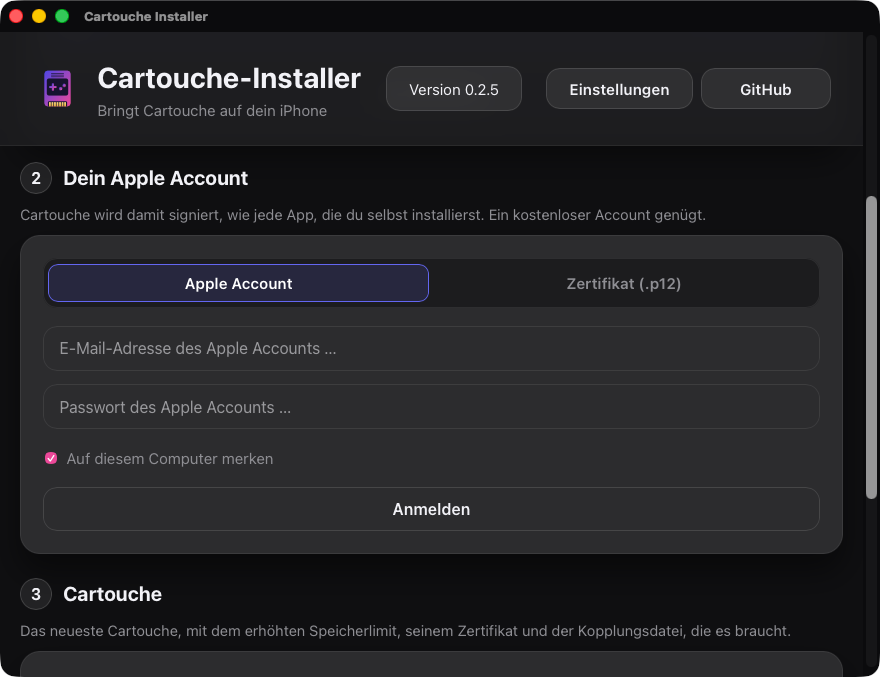 Cartouche Installer
Cartouche-Installer
Bringt Cartouche auf dein iPhone
Version 0.2.5
Einstellungen
GitHub
2 Dein Apple Account
Cartouche wird damit signiert, wie jede App, die du selbst installierst. Ein kostenloser Account genügt.
Apple Account
Zertifikat (.p12)
E-Mail-Adresse des Apple Accounts ...
Passwort des Apple Accounts ...
Auf diesem Computer merken
Anmelden
3 Cartouche
Das neueste Cartouche, mit dem erhöhten Speicherlimit, seinem Zertifikat und der Kopplungsdatei, die es braucht.